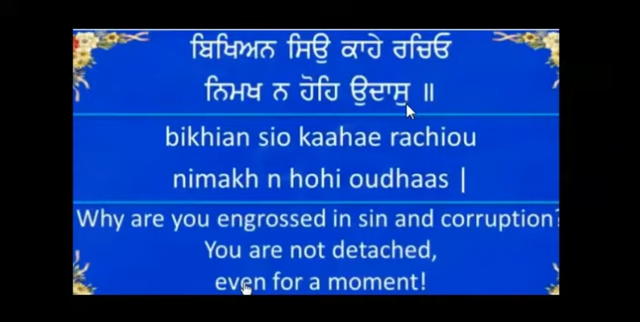 ਬਿਖਿਅਨ ਸਿਉ ਕਾਹੇ ਰਚਿਓ
ਨਿਮਖ ਨ ਹੋਹਿ ਉਦਾਸੁ ॥
bikhian sio kaahae rachiou
nimakh n hohi oudhaas |
Why are you engrossed in sin and corruption?
You are not detached,
even for a moment!